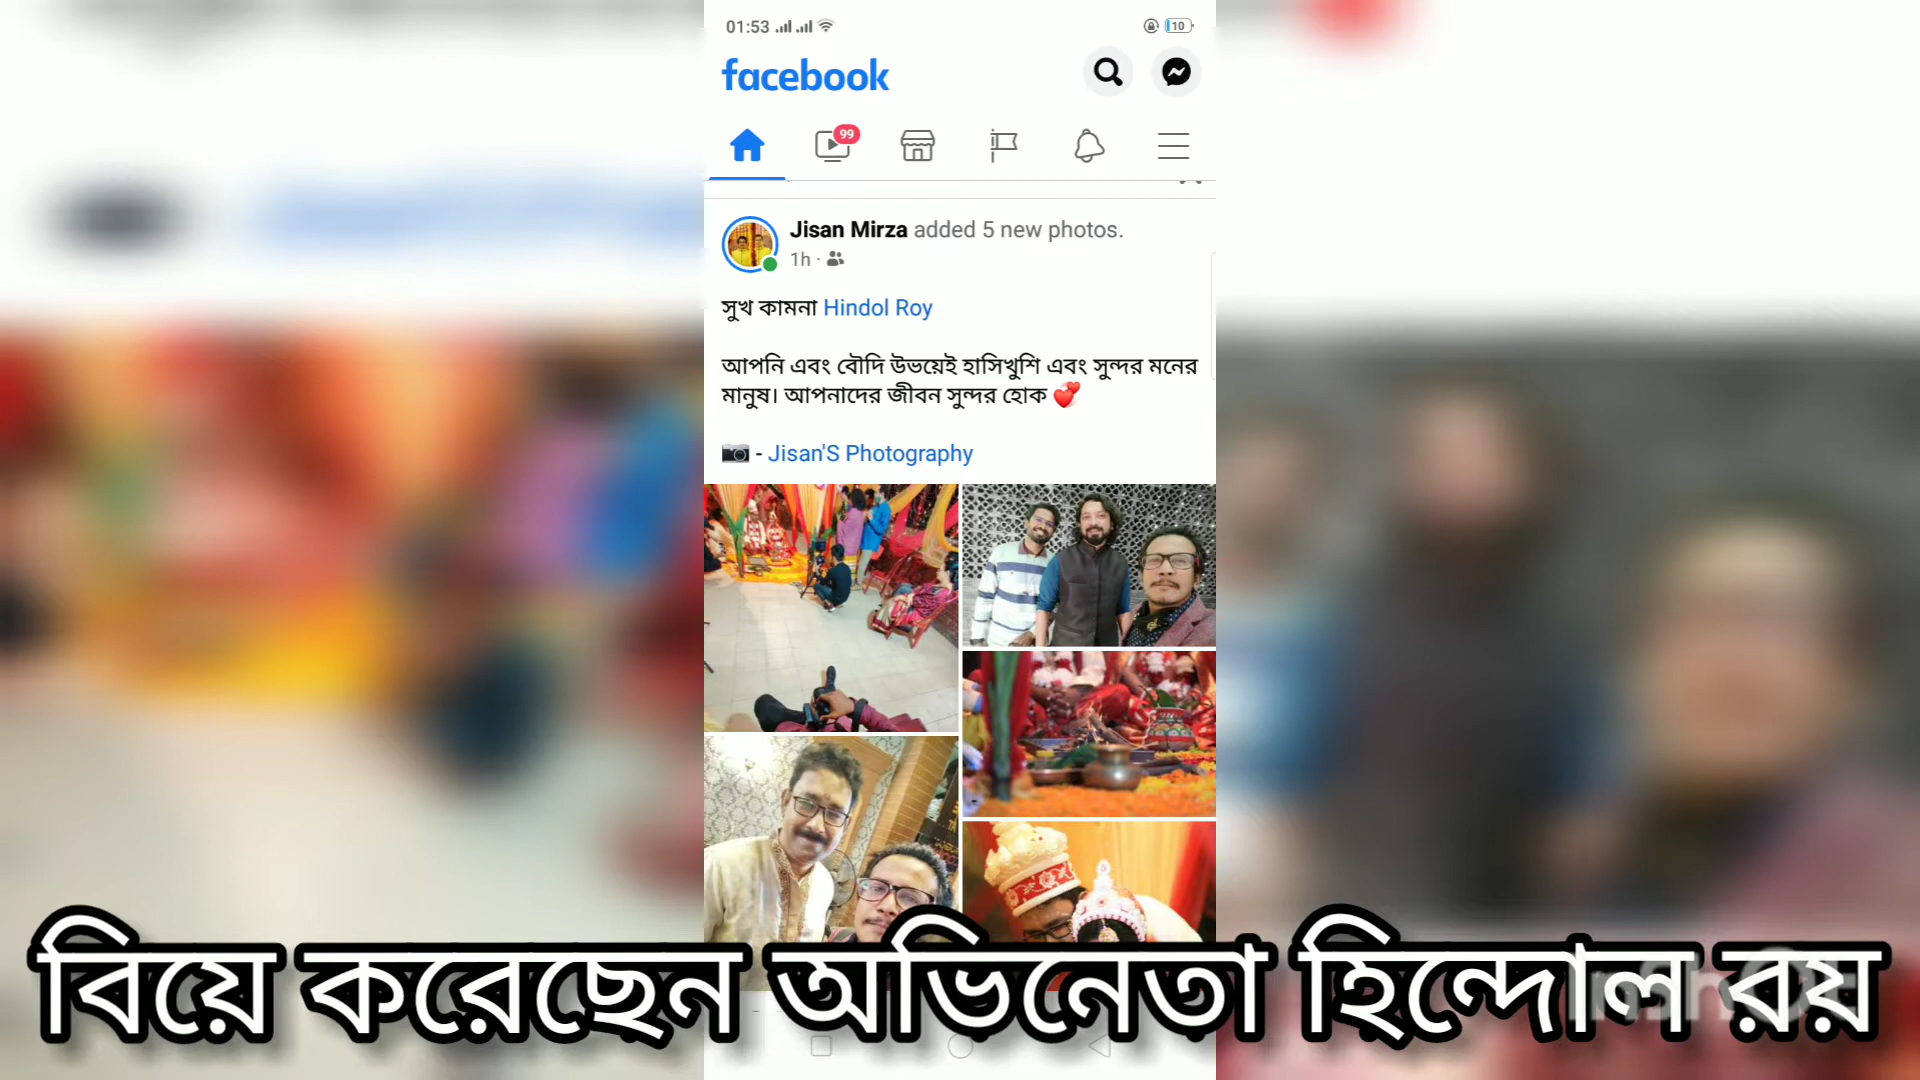 01:53
10
facebook
99
Jisan Mirza added 5 new photos.
1h ·
সুখ কামনা Hindol Roy
আপনি এবং বৌদি উভয়েই হাসিখুশি এবং সুন্দর মনের
মানুষ। আপনাদের জীবন সুন্দর হোক 💞
📷 - Jisan'S Photography
বিয়ে করেছেন অভিনেতা হিন্দোল রয়